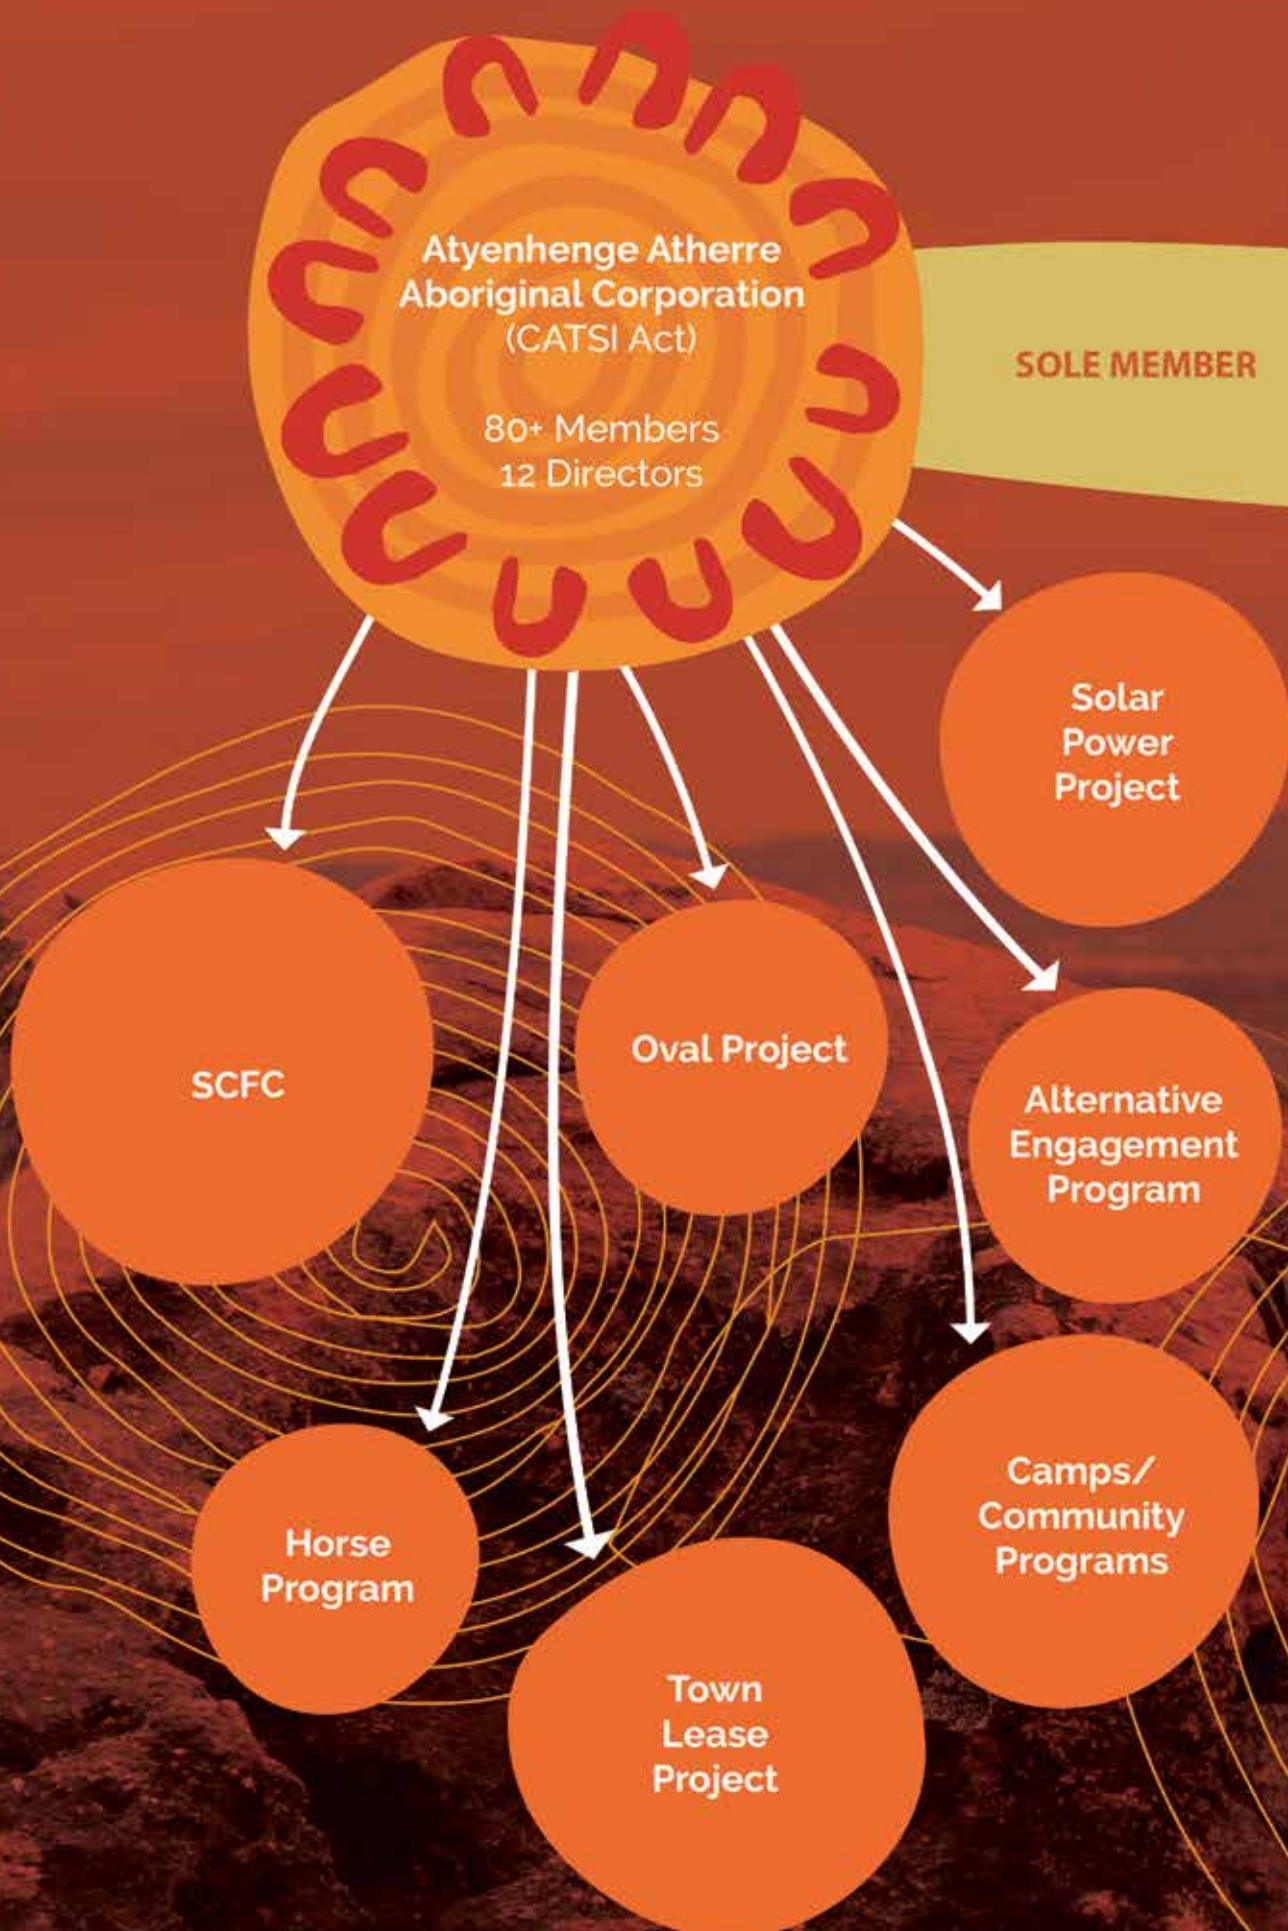 Atyenhenge Atherre
Aboriginal Corporation
(CATSI Act)
80+ Members
12 Directors
SOLE MEMBER
Solar
Power
Project
SCFC
Oval Project
Alternative
Engagement
Program
Camps/
Community
Programs
Horse
Program
Town
Lease
Project